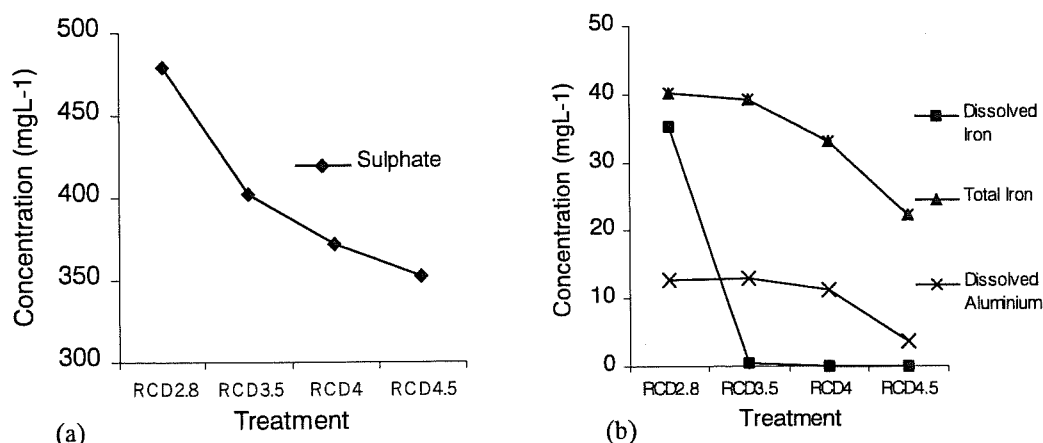 500
450
400
350
300
Concentration (mgL-1)
Sulphate
RCD2.8 RCD3.5 RCD4 RCD4.5
Treatment
(a)
50
40
30
20
10
0
Concentration (mgL-1)
Dissolved
Iron
Total Iron
Dissolved
Aluminium
RCD2.8 RCD3.5 RCD4 RCD4.5
Treatment
(b)